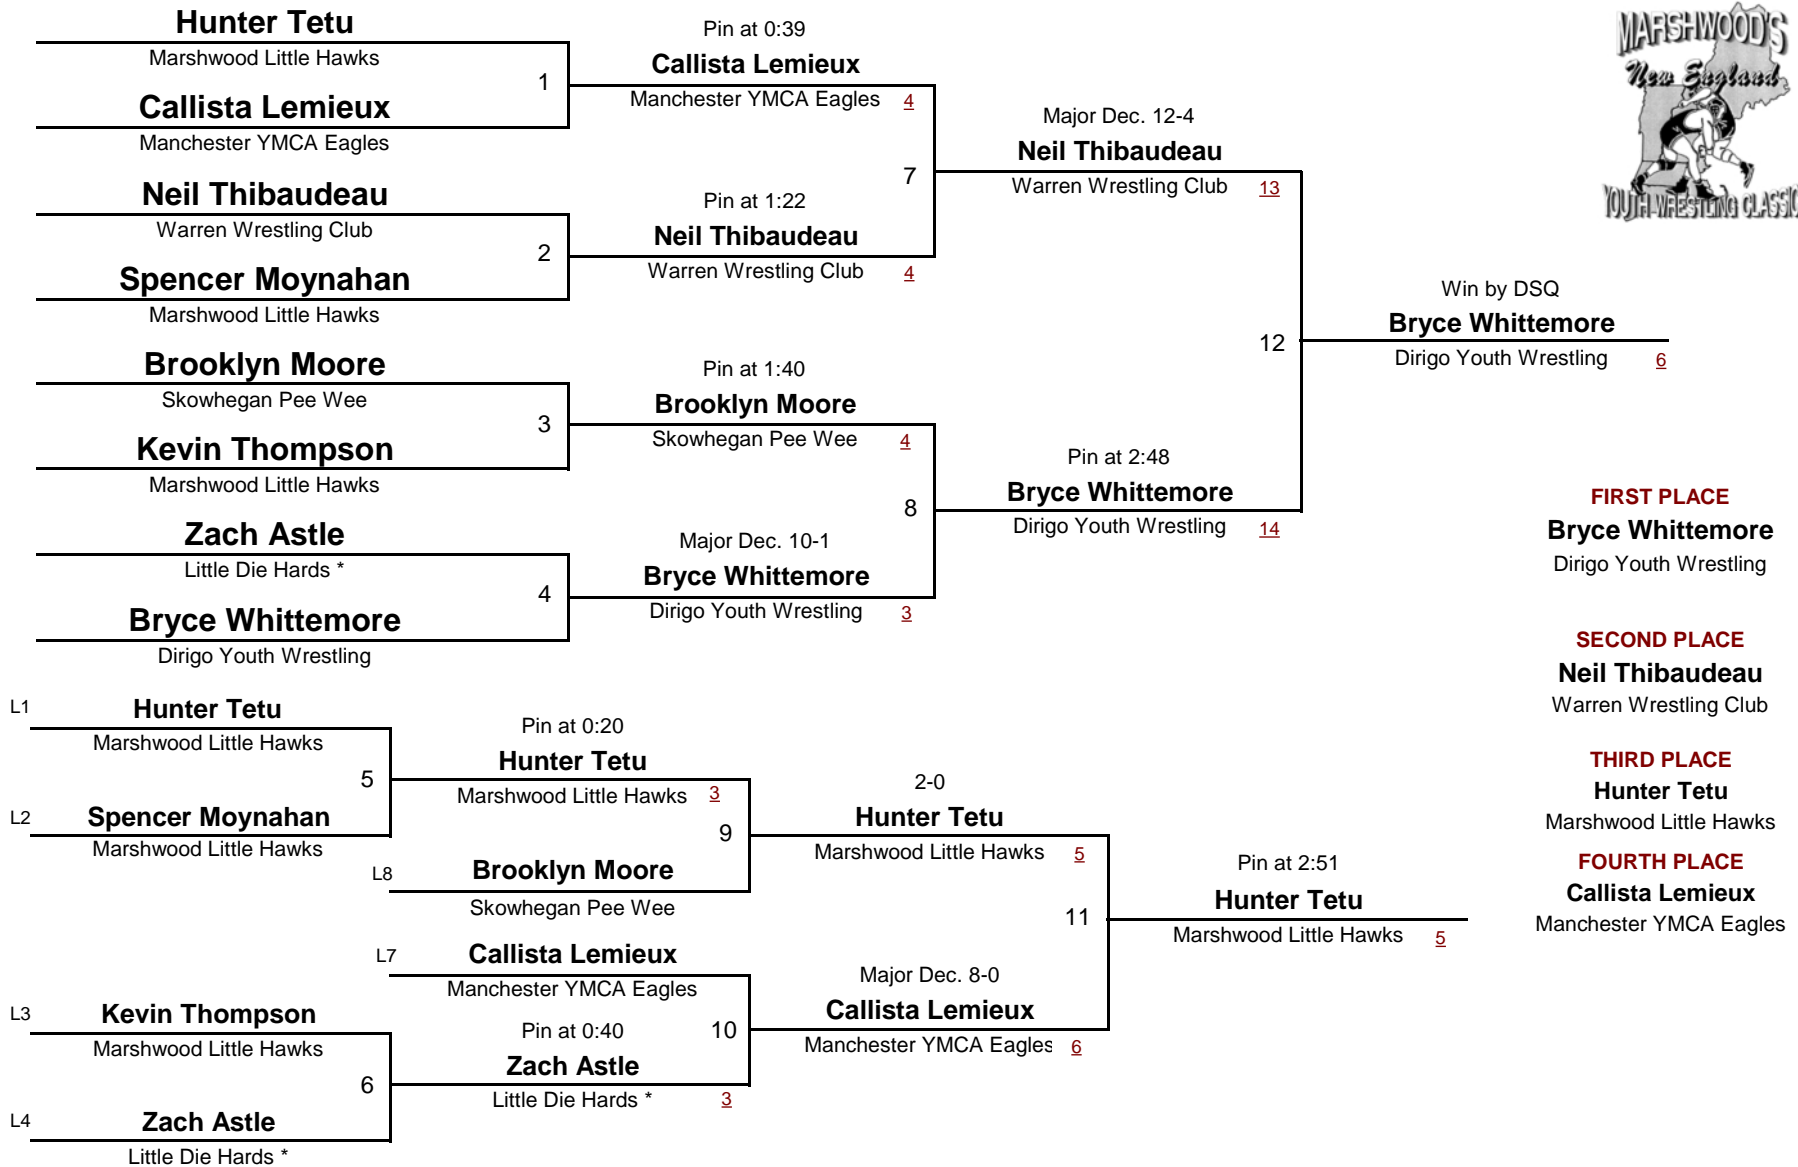 MARSHWOOD'S
New England
YOUTH WRESTLING CLASSIC
Hunter Tetu
Marshwood Little Hawks
1
Callista Lemieux
Manchester YMCA Eagles
Neil Thibaudeau
Warren Wrestling Club
2
Spencer Moynahan
Marshwood Little Hawks
Brooklyn Moore
Skowhegan Pee Wee
3
Kevin Thompson
Marshwood Little Hawks
Zach Astle
Little Die Hards *
4
Bryce Whittemore
Dirigo Youth Wrestling
Pin at 0:39
Callista Lemieux
Manchester YMCA Eagles 4
7
Pin at 1:22
Neil Thibaudeau
Warren Wrestling Club 4
Pin at 1:40
Brooklyn Moore
Skowhegan Pee Wee 4
8
Major Dec. 10-1
Bryce Whittemore
Dirigo Youth Wrestling 3
Major Dec. 12-4
Neil Thibaudeau
Warren Wrestling Club 13
12
Pin at 2:48
Bryce Whittemore
Dirigo Youth Wrestling 14
Win by DSQ
Bryce Whittemore
Dirigo Youth Wrestling 6
FIRST PLACE
Bryce Whittemore
Dirigo Youth Wrestling
SECOND PLACE
Neil Thibaudeau
Warren Wrestling Club
THIRD PLACE
Hunter Tetu
Marshwood Little Hawks
FOURTH PLACE
Callista Lemieux
Manchester YMCA Eagles
L1 Hunter Tetu
Marshwood Little Hawks
5
L2 Spencer Moynahan
Marshwood Little Hawks
L3 Kevin Thompson
Marshwood Little Hawks
6
L4 Zach Astle
Little Die Hards *
Pin at 0:20
Hunter Tetu
Marshwood Little Hawks 3
9
L8 Brooklyn Moore
Skowhegan Pee Wee
L7 Callista Lemieux
Manchester YMCA Eagles
10
Pin at 0:40
Zach Astle
Little Die Hards * 3
2-0
Hunter Tetu
Marshwood Little Hawks 5
11
Major Dec. 8-0
Callista Lemieux
Manchester YMCA Eagles 6
Pin at 2:51
Hunter Tetu
Marshwood Little Hawks 5